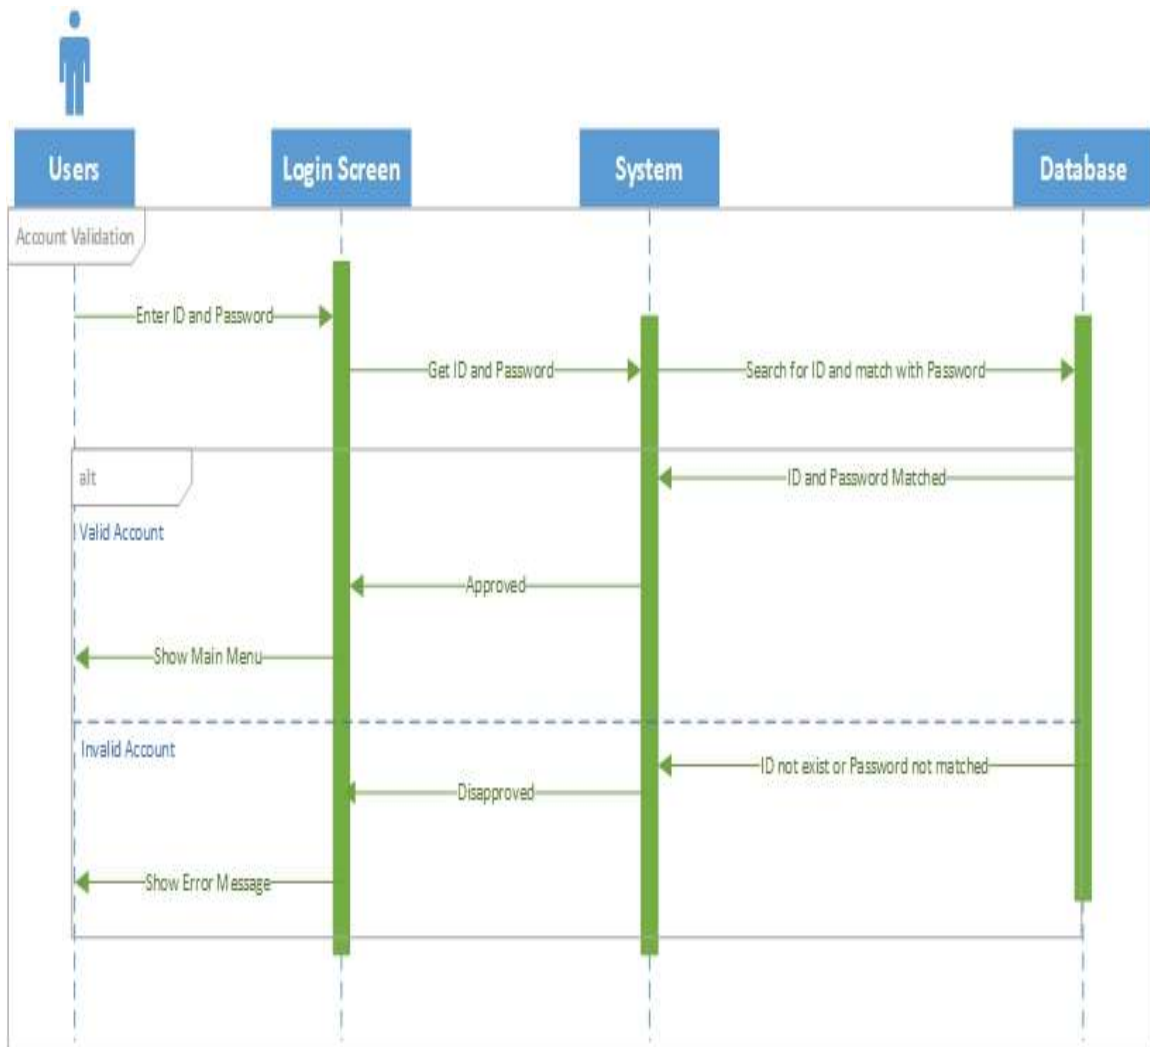 Users
Login Screen
System
Database
Account Validation
Enter ID and Password
Get ID and Password
Search for ID and match with Password
alt
ID and Password Matched
Valid Account
Approved
Show Main Menu
Invalid Account
ID not exist or Password not matched
Disapproved
Show Error Message